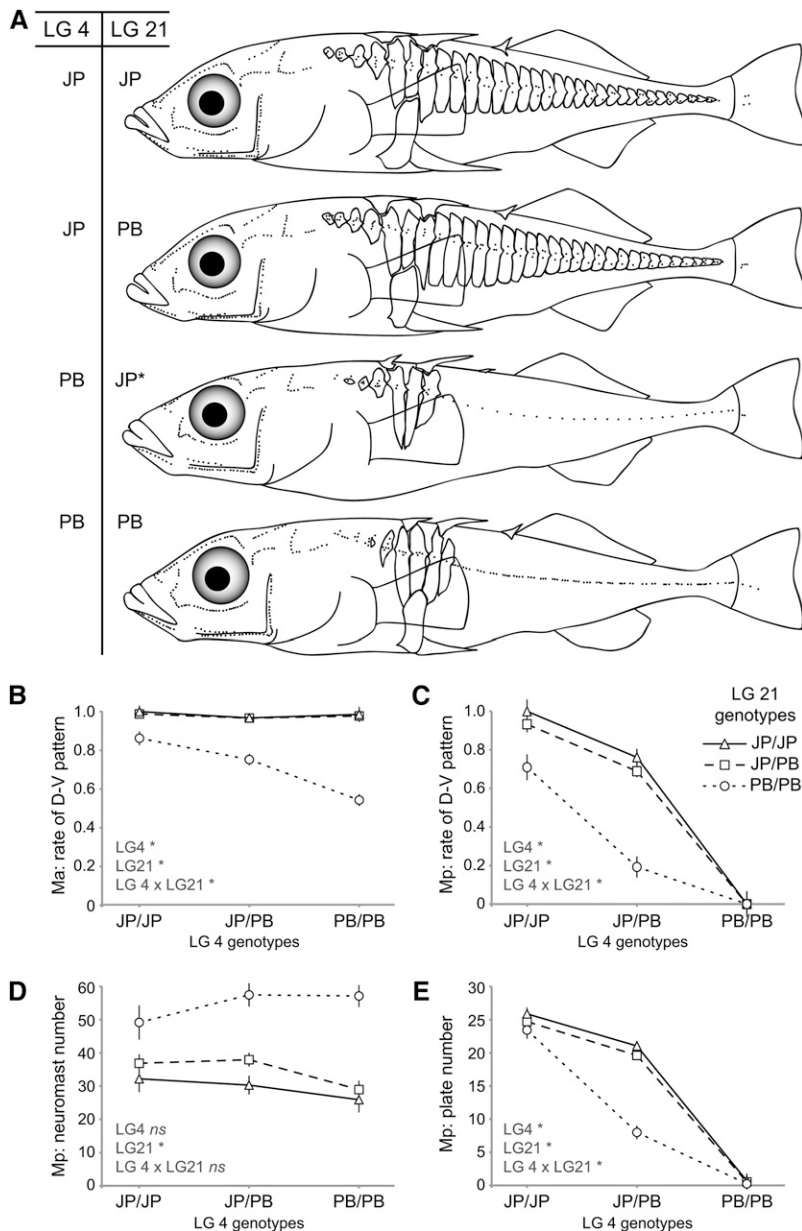 A
LG 4 LG 21
JP JP
JP PB
PB JP*
PB PB
B
Ma: rate of D-V pattern
1.0
0.8
0.6
0.4
0.2
0
LG4 *
LG21 *
LG 4 x LG21 *
JP/JP JP/PB PB/PB
LG 4 genotypes
C
Mp: rate of D-V pattern
1.0
0.8
0.6
0.4
0.2
0
LG4 *
LG21 *
LG 4 x LG21 *
JP/JP JP/PB PB/PB
LG 4 genotypes
LG 21
genotypes
JP/JP
JP/PB
PB/PB
D
Mp: neuromast number
60
50
40
30
20
10
0
LG4 ns
LG21 *
LG 4 x LG21 ns
JP/JP JP/PB PB/PB
LG 4 genotypes
E
Mp: plate number
30
25
20
15
10
5
0
LG4 *
LG21 *
LG 4 x LG21 *
JP/JP JP/PB PB/PB
LG 4 genotypes